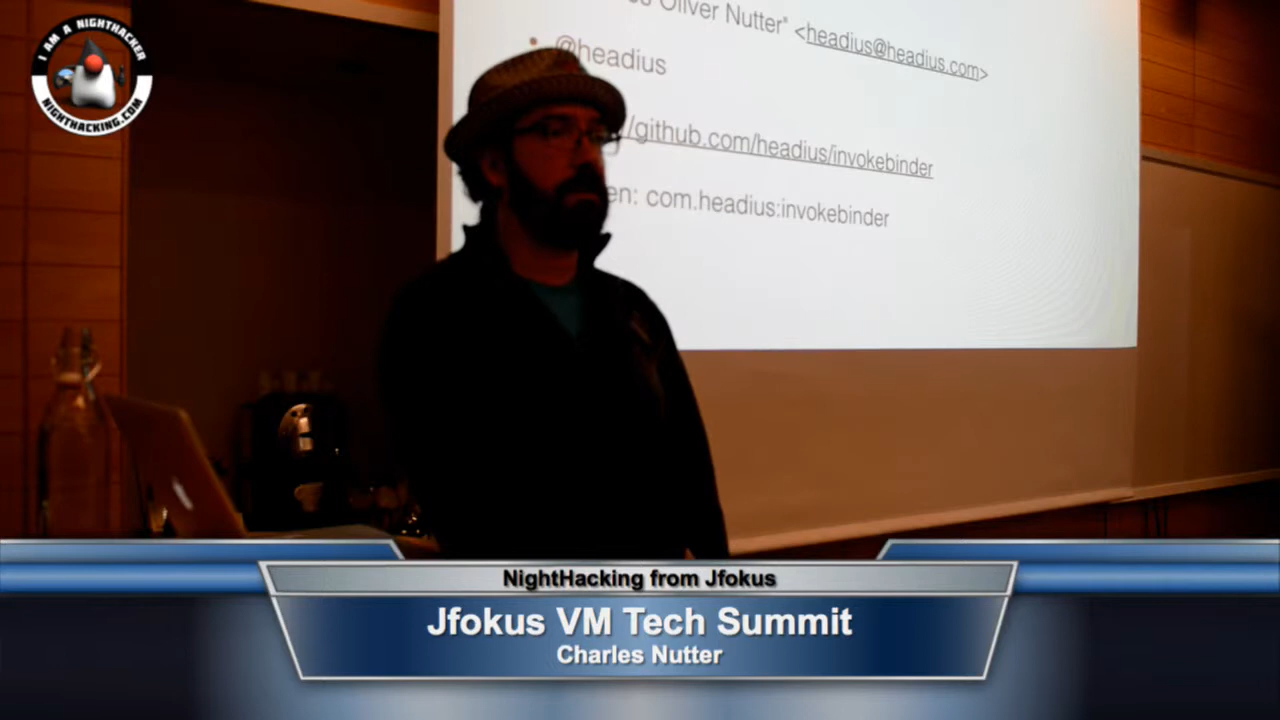 I AM A NIGHTHACKER
NIGHTHACKING.COM
Oliver Nutter" <headius@headius.com>
@headius
/github.com/headius/invokebinder
com.headius:invokebinder
NightHacking from Jfokus
Jfokus VM Tech Summit
Charles Nutter